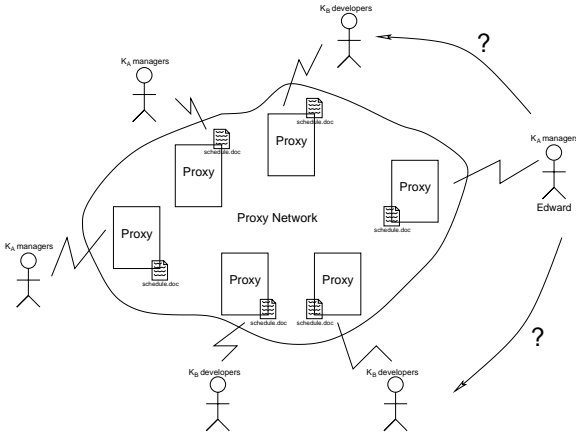 K_B developers
?
K_A managers
schedule.doc
Proxy
K_A managers
schedule.doc
Proxy
Proxy
Edward
Proxy Network
Proxy
K_A managers
schedule.doc
schedule.doc
Proxy
Proxy
schedule.doc
schedule.doc
?
K_B developers
K_B developers